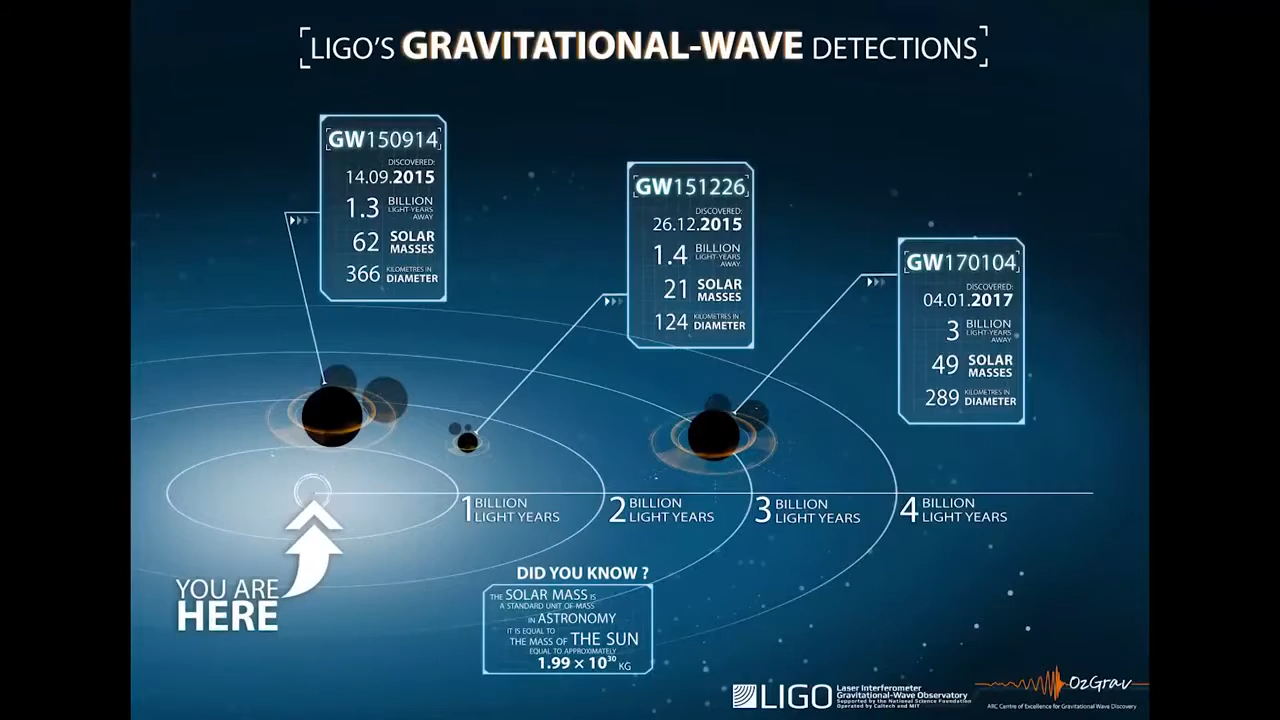 LIGO'S GRAVITATIONAL-WAVE DETECTIONS
GW150914
DISCOVERED:
14.09.2015
1.3 BILLION LIGHT-YEARS AWAY
62 SOLAR MASSES
366 KILOMETRES IN DIAMETER
GW151226
DISCOVERED:
26.12.2015
1.4 BILLION LIGHT-YEARS AWAY
21 SOLAR MASSES
124 KILOMETRES IN DIAMETER
GW170104
DISCOVERED:
04.01.2017
3 BILLION LIGHT-YEARS AWAY
49 SOLAR MASSES
289 KILOMETRES IN DIAMETER
1 BILLION LIGHT YEARS
2 BILLION LIGHT YEARS
3 BILLION LIGHT YEARS
4 BILLION LIGHT YEARS
YOU ARE
HERE
DID YOU KNOW ?
THE SOLAR MASS IS
A STANDARD UNIT OF MASS
IN ASTRONOMY
IT IS EQUAL TO
THE MASS OF THE SUN
EQUAL TO APPROXIMATELY
1.99 × 10³⁰ KG
LIGO
Laser Interferometer
Gravitational-Wave Observatory
Supported by the National Science Foundation
Operated by Caltech and MIT
OzGrav
ARC Centre of Excellence for Gravitational Wave Discovery